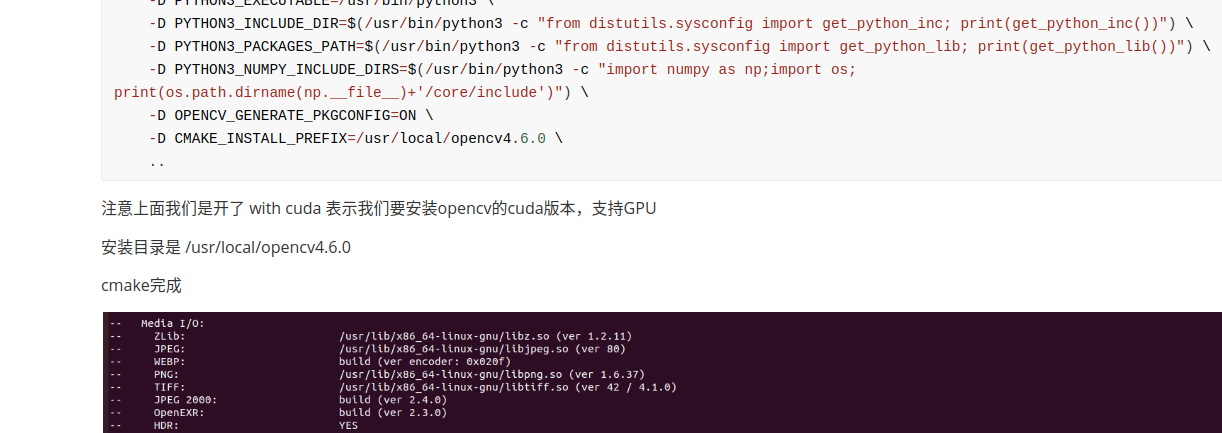 -D PYTHON3_EXECUTABLE=/usr/bin/python3 \
-D PYTHON3_INCLUDE_DIR=$(/usr/bin/python3 -c "from distutils.sysconfig import get_python_inc; print(get_python_inc())") \
-D PYTHON3_PACKAGES_PATH=$(/usr/bin/python3 -c "from distutils.sysconfig import get_python_lib; print(get_python_lib())") \
-D PYTHON3_NUMPY_INCLUDE_DIRS=$(/usr/bin/python3 -c "import numpy as np;import os;
print(os.path.dirname(np.__file__)+'/core/include')") \
-D OPENCV_GENERATE_PKGCONFIG=ON \
-D CMAKE_INSTALL_PREFIX=/usr/local/opencv4.6.0 \
..
注意上面我们是开了 with cuda 表示我们要安装opencv的cuda版本，支持GPU
安装目录是 /usr/local/opencv4.6.0
cmake完成
-- Media I/O:
-- ZLib: /usr/lib/x86_64-linux-gnu/libz.so (ver 1.2.11)
-- JPEG: /usr/lib/x86_64-linux-gnu/libjpeg.so (ver 80)
-- WEBP: build (ver encoder: 0x020f)
-- PNG: /usr/lib/x86_64-linux-gnu/libpng.so (ver 1.6.37)
-- TIFF: /usr/lib/x86_64-linux-gnu/libtiff.so (ver 42 / 4.1.0)
-- JPEG 2000: build (ver 2.4.0)
-- OpenEXR: build (ver 2.3.0)
-- HDR: YES